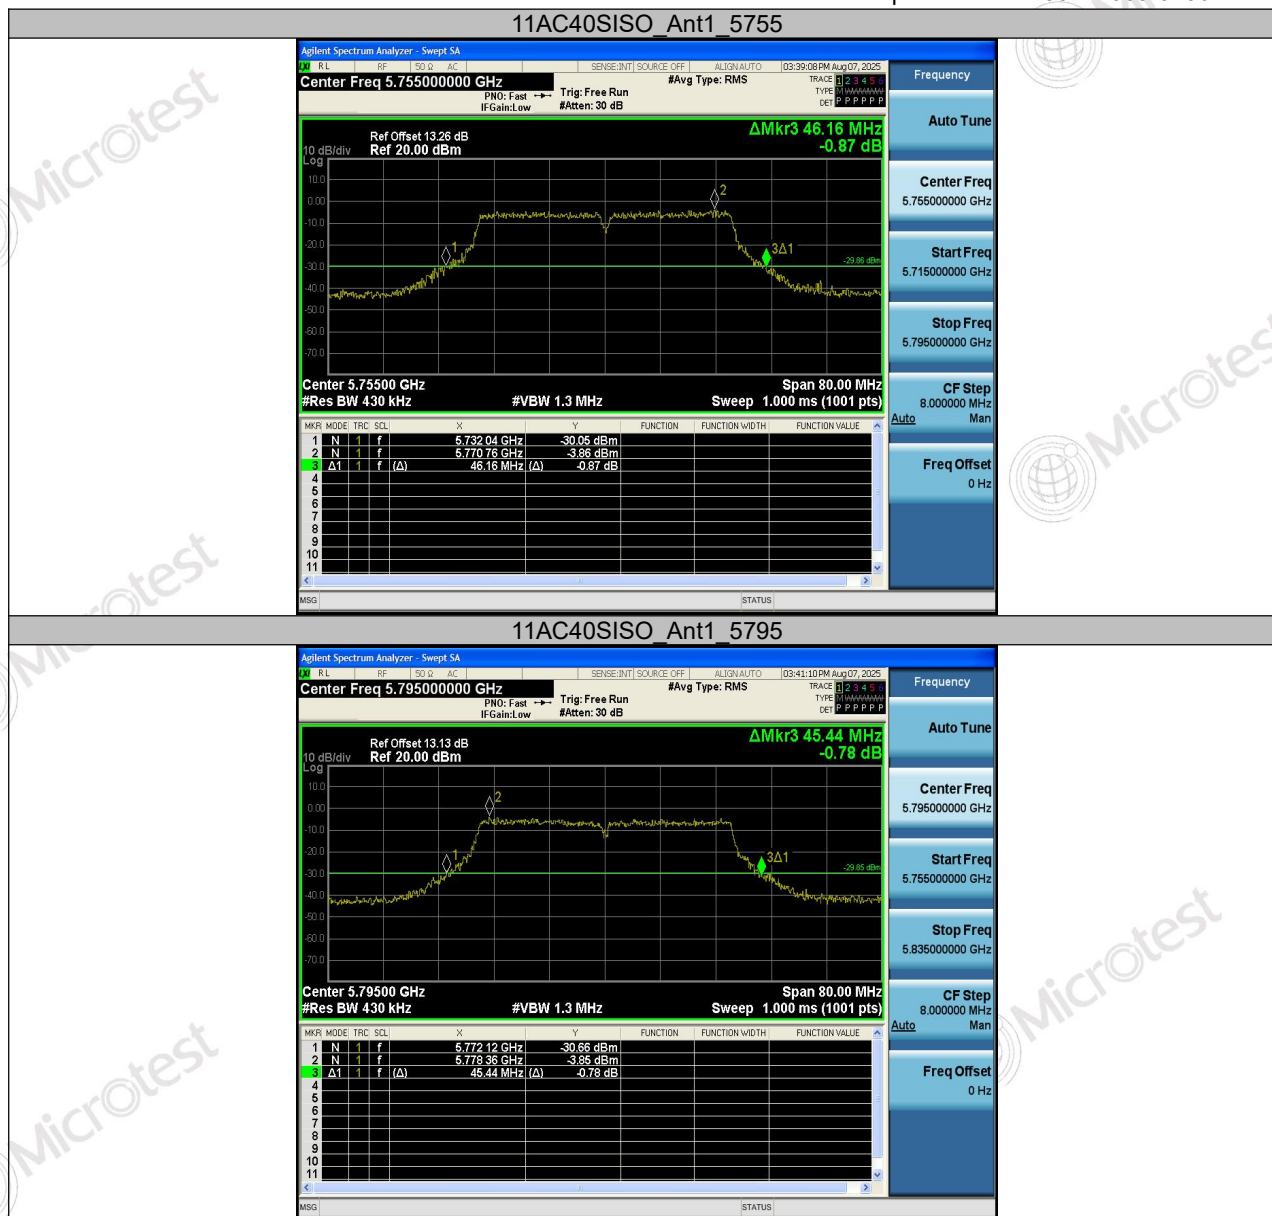 11AC40SISO_Ant1_5755
Agilent Spectrum Analyzer - Swept SA
RL RF 50 Ω AC SENSE:INT SOURCE OFF ALIGN AUTO 03:39:08 PM Aug 07, 2025
Center Freq 5.755000000 GHz
#Avg Type: RMS
TRACE 1 2 3 4 5 6
PNO: Fast
Trig: Free Run
TYPE M
IFGain:Low
#Atten: 30 dB
DET P P P P P P
Frequency
Auto Tune
Center Freq
5.755000000 GHz
Start Freq
5.715000000 GHz
Stop Freq
5.795000000 GHz
CF Step
8.000000 MHz
Auto Man
Freq Offset
0 Hz
ΔMkr3 46.16 MHz
-0.87 dB
Ref Offset 13.26 dB
10 dB/div Ref 20.00 dBm
Log
10.0
0.00
-10.0
-20.0
-30.0
-40.0
-50.0
-60.0
-70.0
1
2
3Δ1
-29.86 dBm
Center 5.75500 GHz Span 80.00 MHz
#Res BW 430 kHz #VBW 1.3 MHz Sweep 1.000 ms (1001 pts)
MKR MODE TRC SCL X Y FUNCTION FUNCTION WIDTH FUNCTION VALUE
1 N 1 f 5.732 04 GHz -30.05 dBm
2 N 1 f 5.770 76 GHz -3.86 dBm
3 Δ1 1 f (Δ) 46.16 MHz (Δ) -0.87 dB
4
5
6
7
8
9
10
11
MSG STATUS
11AC40SISO_Ant1_5795
Agilent Spectrum Analyzer - Swept SA
RL RF 50 Ω AC SENSE:INT SOURCE OFF ALIGN AUTO 03:41:10 PM Aug 07, 2025
Center Freq 5.795000000 GHz
#Avg Type: RMS
TRACE 1 2 3 4 5 6
PNO: Fast
Trig: Free Run
TYPE M
IFGain:Low
#Atten: 30 dB
DET P P P P P P
Frequency
Auto Tune
Center Freq
5.795000000 GHz
Start Freq
5.755000000 GHz
Stop Freq
5.835000000 GHz
CF Step
8.000000 MHz
Auto Man
Freq Offset
0 Hz
ΔMkr3 45.44 MHz
-0.78 dB
Ref Offset 13.13 dB
10 dB/div Ref 20.00 dBm
Log
10.0
0.00
-10.0
-20.0
-30.0
-40.0
-50.0
-60.0
-70.0
1
2
3Δ1
-29.85 dBm
Center 5.79500 GHz Span 80.00 MHz
#Res BW 430 kHz #VBW 1.3 MHz Sweep 1.000 ms (1001 pts)
MKR MODE TRC SCL X Y FUNCTION FUNCTION WIDTH FUNCTION VALUE
1 N 1 f 5.772 12 GHz -30.66 dBm
2 N 1 f 5.778 36 GHz -3.85 dBm
3 Δ1 1 f (Δ) 45.44 MHz (Δ) -0.78 dB
4
5
6
7
8
9
10
11
MSG STATUS
Microtest
Microtest
Microtest
Microtest
Microtest